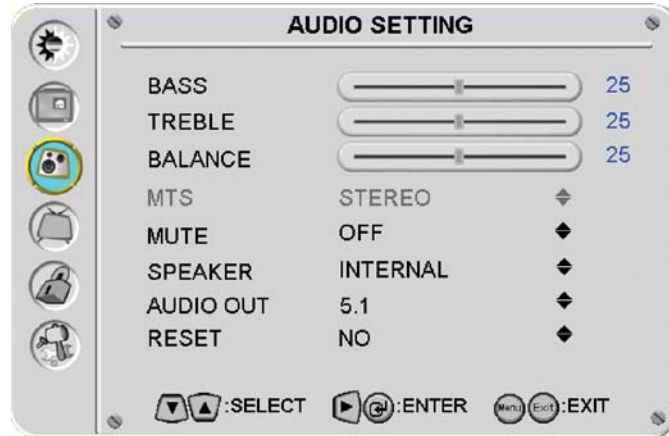 AUDIO SETTING
BASS 25
TREBLE 25
BALANCE 25
MTS STEREO
MUTE OFF
SPEAKER INTERNAL
AUDIO OUT 5.1
RESET NO
:SELECT :ENTER Menu Exit :EXIT